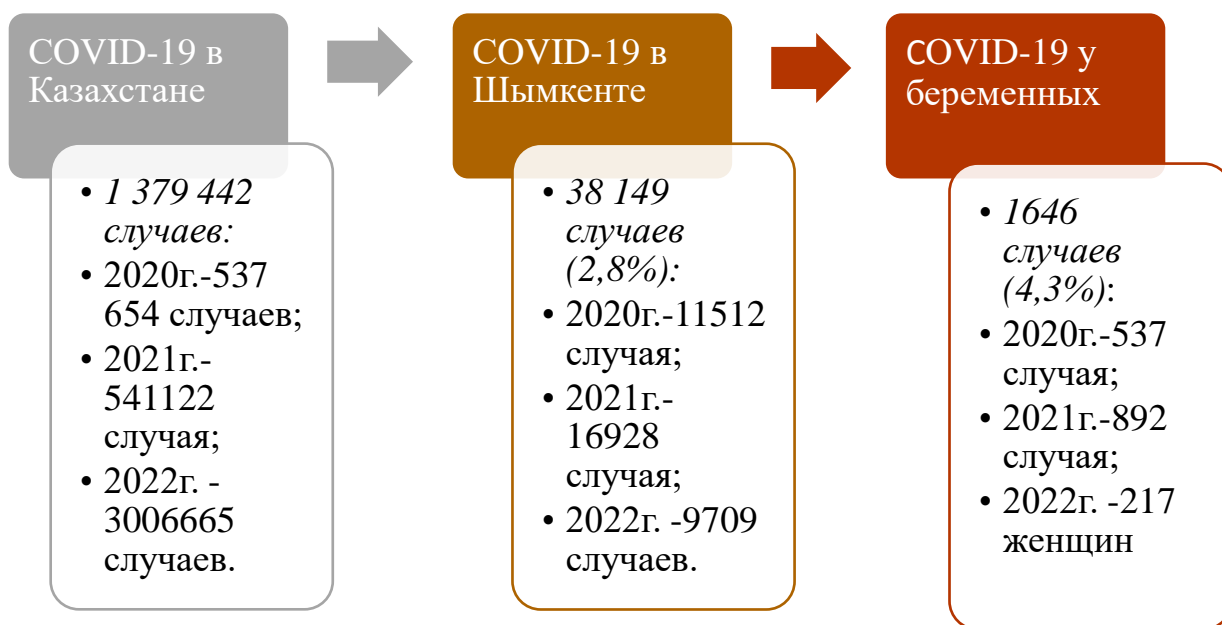 COVID-19 в
Казахстане
• 1 379 442
случаев:
• 2020г.-537
654 случаев;
• 2021г.-
541122
случая;
• 2022г. -
3006665
случаев.
COVID-19 в
Шымкенте
• 38 149
случаев
(2,8%):
• 2020г.-11512
случая;
• 2021г.-
16928
случая;
• 2022г. -9709
случаев.
COVID-19 у
беременных
• 1646
случаев
(4,3%):
• 2020г.-537
случая;
• 2021г.-892
случая;
• 2022г. -217
женщин